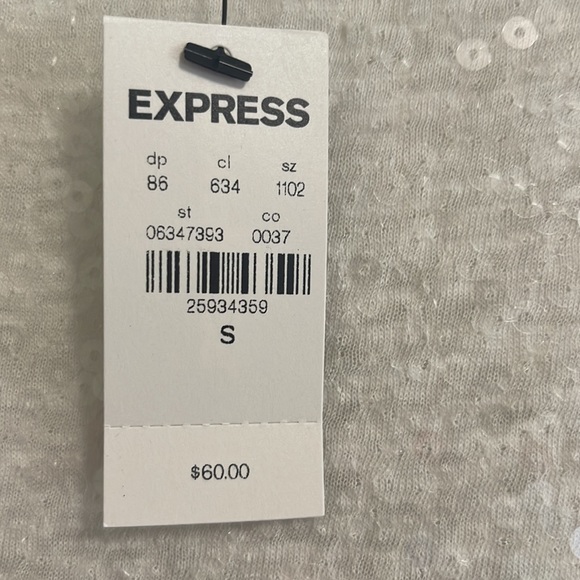 EXPRESS
dp cl sz
86 634 1102
st co
06347393 0037
25934359
S
$60.00